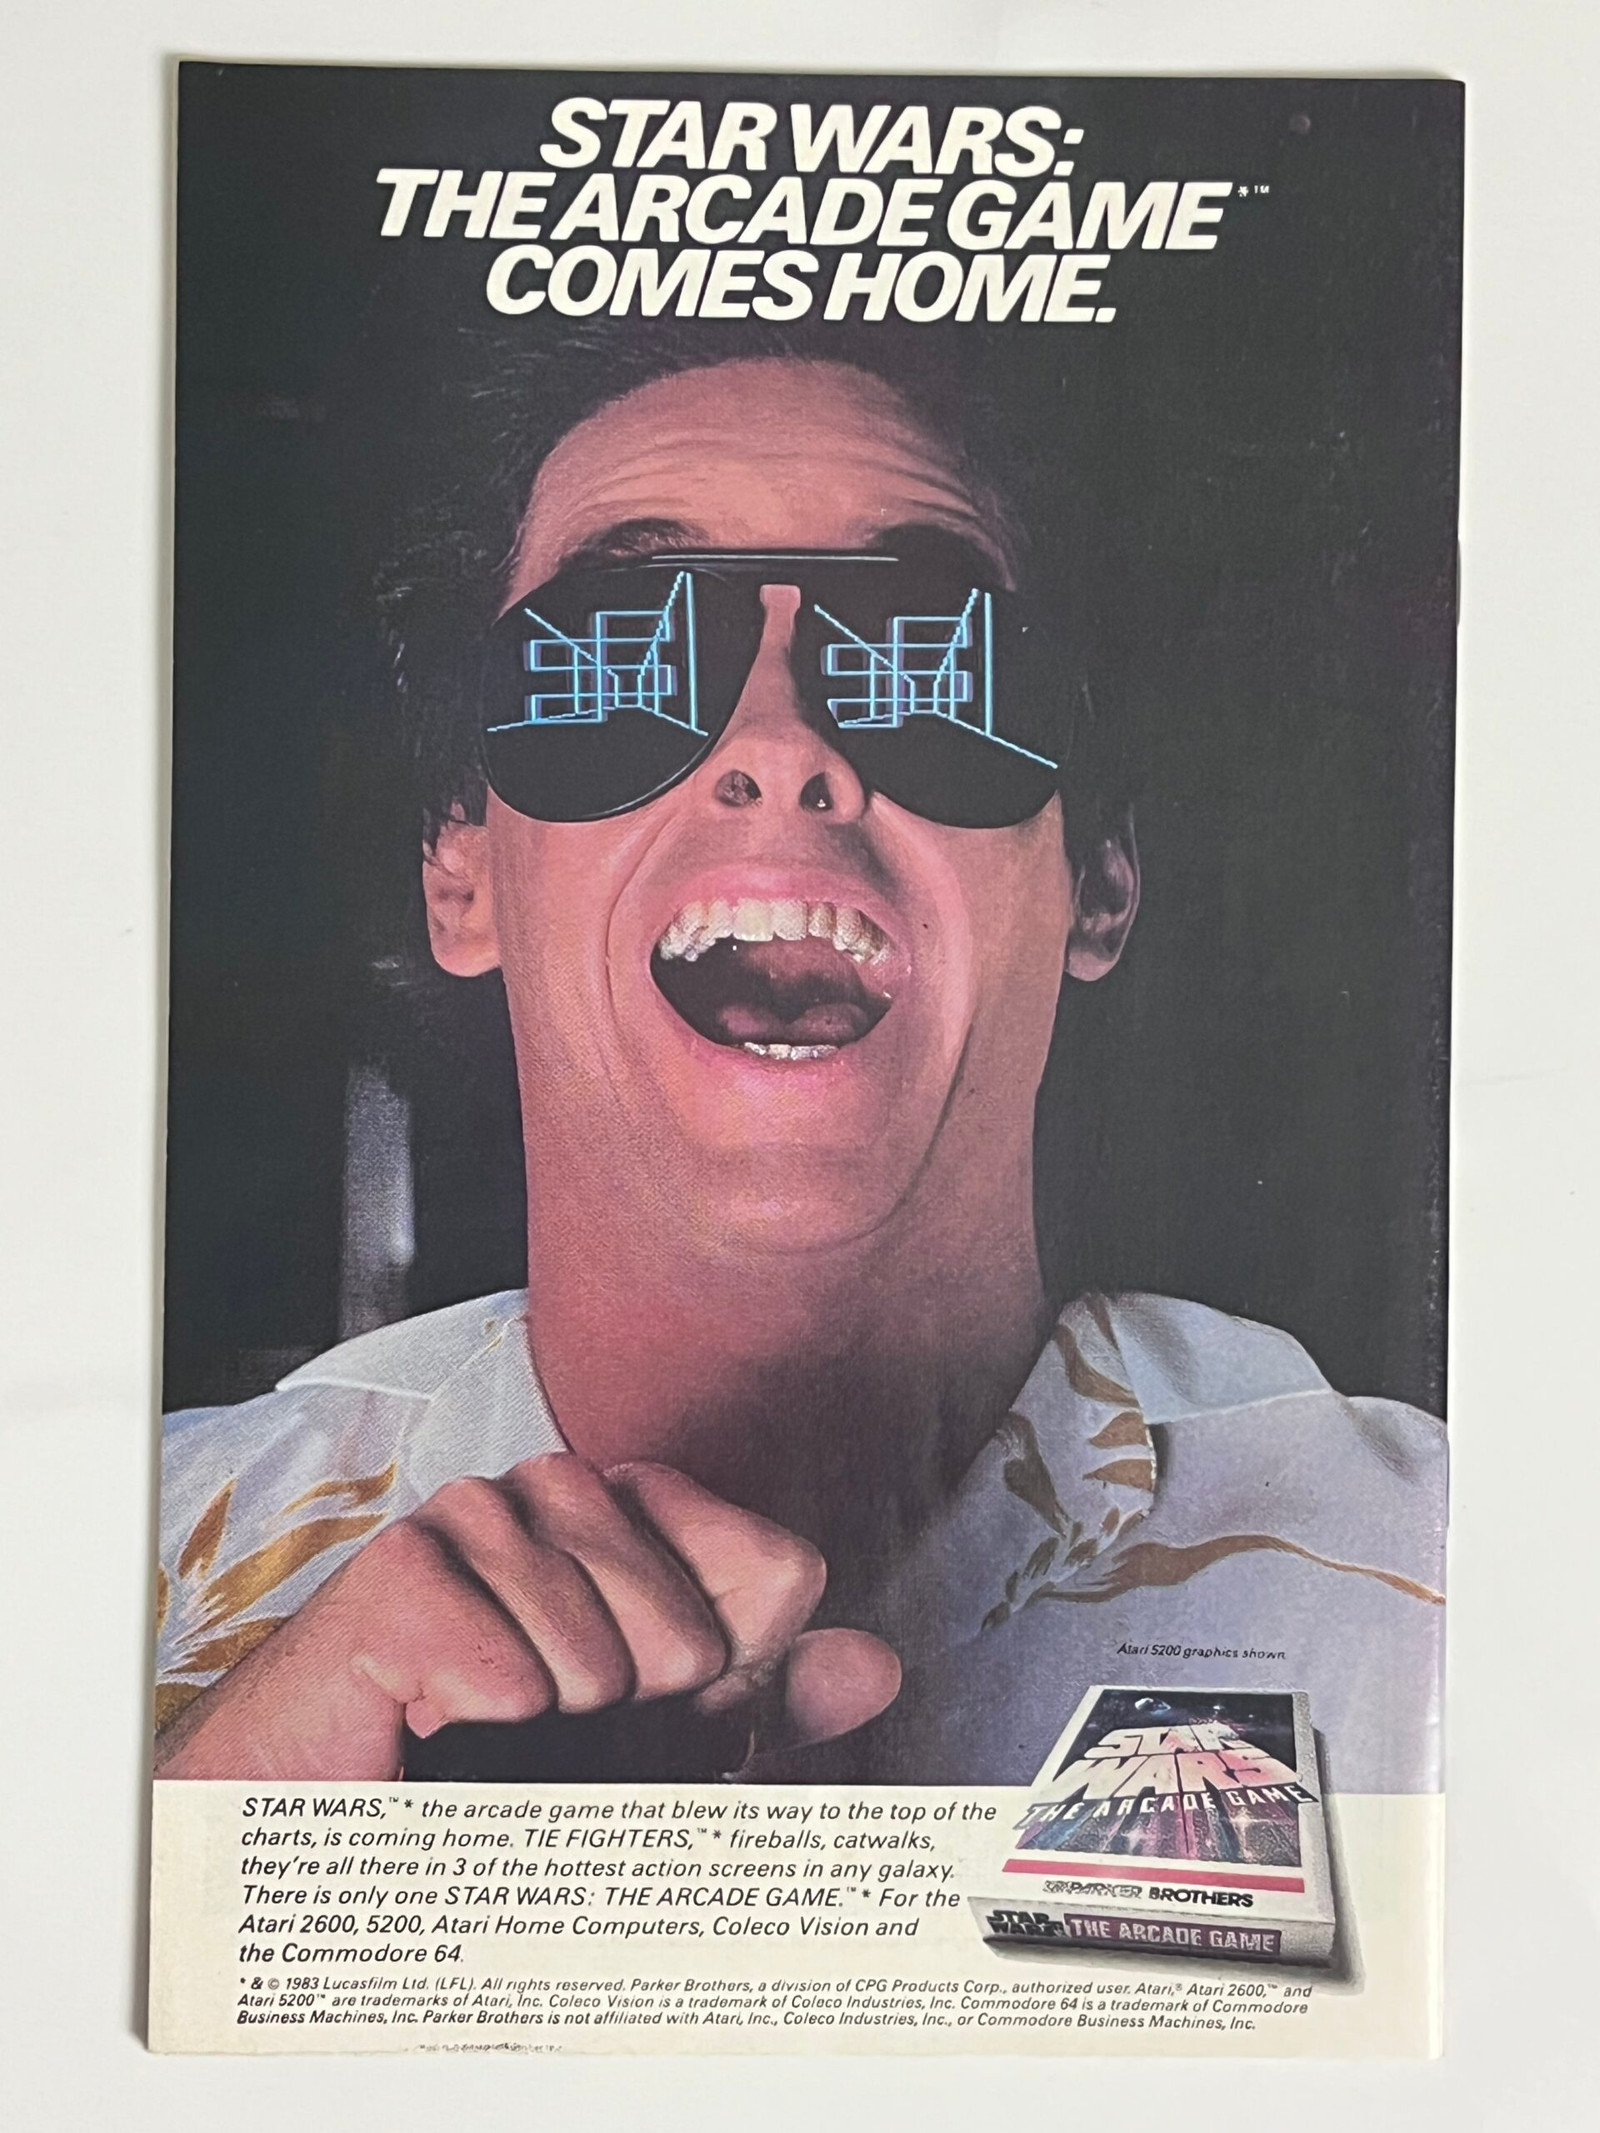 STAR WARS:
THE ARCADE GAME*™
COMES HOME.
Atari 5200 graphics shown
STAR
WARS
THE ARCADE GAME
PARKER BROTHERS
STAR
WARS THE ARCADE GAME
STAR WARS,™* the arcade game that blew its way to the top of the
charts, is coming home. TIE FIGHTERS,™* fireballs, catwalks,
they're all there in 3 of the hottest action screens in any galaxy.
There is only one STAR WARS: THE ARCADE GAME.™* For the
Atari 2600, 5200, Atari Home Computers, Coleco Vision and
the Commodore 64.
* & © 1983 Lucasfilm Ltd. (LFL). All rights reserved. Parker Brothers, a division of CPG Products Corp., authorized user. Atari,® Atari 2600,™ and
Atari 5200™ are trademarks of Atari, Inc. Coleco Vision is a trademark of Coleco Industries, Inc. Commodore 64 is a trademark of Commodore
Business Machines, Inc. Parker Brothers is not affiliated with Atari, Inc., Coleco Industries, Inc., or Commodore Business Machines, Inc.